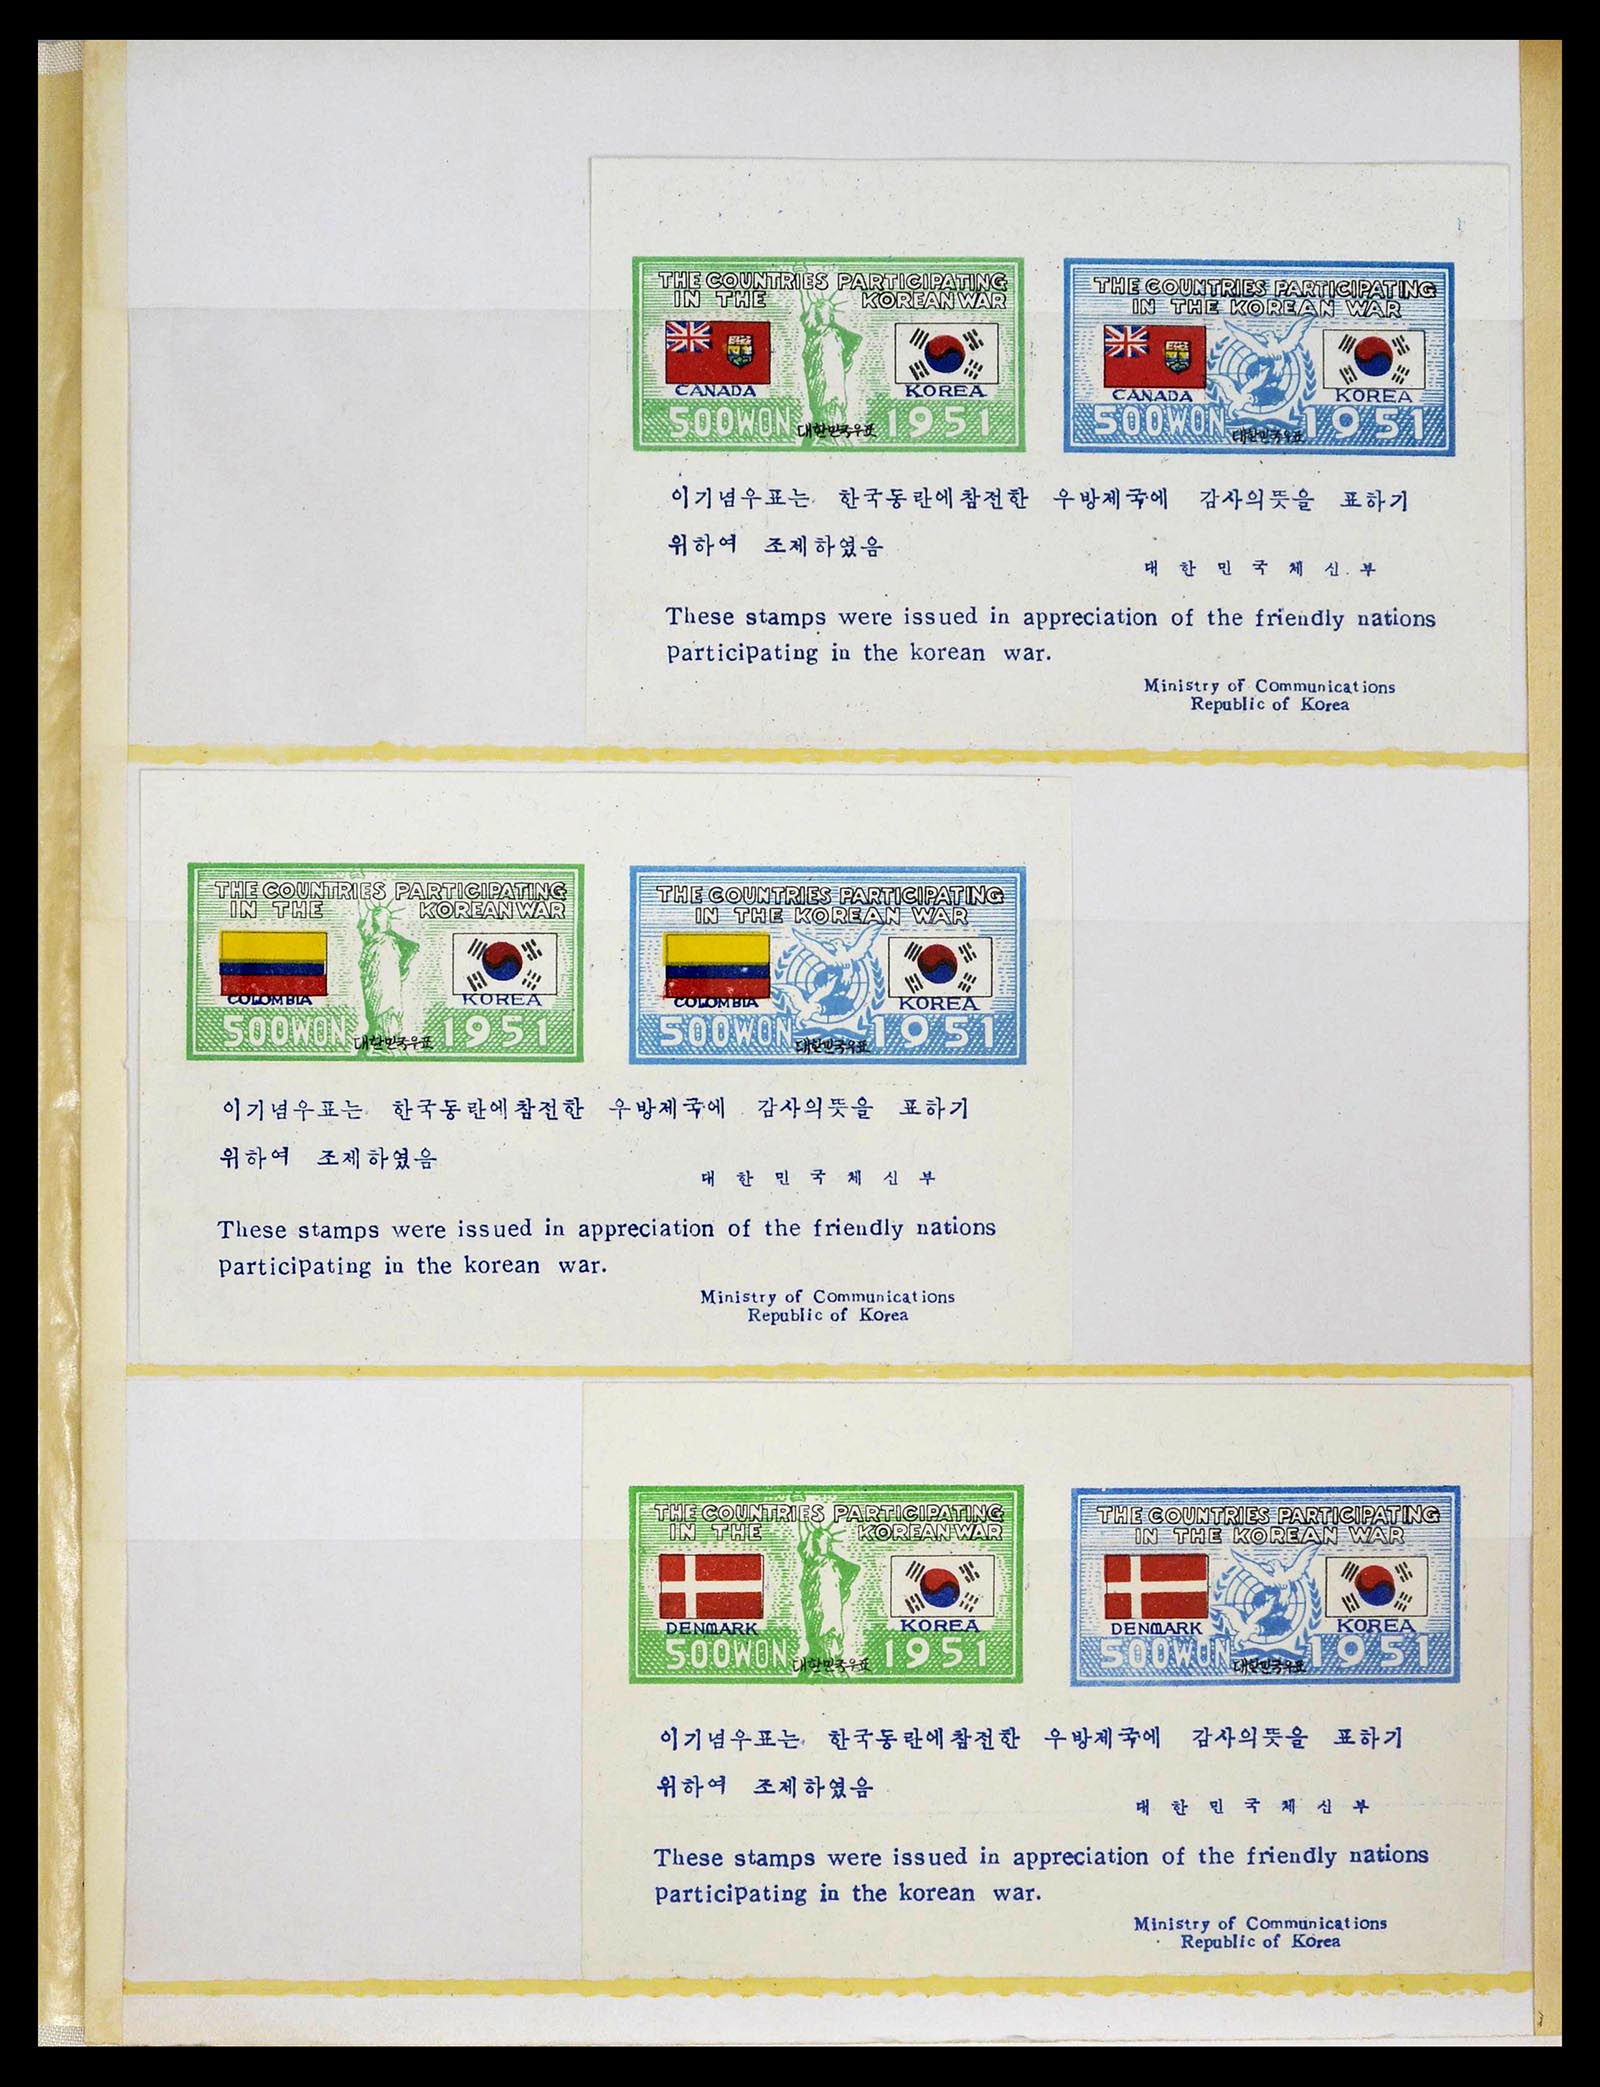 THE COUNTRIES PARTICIPATING
IN THE KOREAN WAR
CANADA KOREA
500WON 1951
대한민국우표
THE COUNTRIES PARTICIPATING
IN THE KOREAN WAR
CANADA KOREA
500WON 1951
대한민국우표
이기념우표는 한국동란에참전한 우방제국에 감사의뜻을 표하기
위하여 조제하였음
대한민국체신부
These stamps were issued in appreciation of the friendly nations
participating in the korean war.
Ministry of Communications
Republic of Korea
THE COUNTRIES PARTICIPATING
IN THE KOREAN WAR
COLOMBIA KOREA
500WON 1951
대한민국우표
THE COUNTRIES PARTICIPATING
IN THE KOREAN WAR
COLOMBIA KOREA
500WON 1951
대한민국우표
이기념우표는 한국동란에참전한 우방제국에 감사의뜻을 표하기
위하여 조제하였음
대한민국체신부
These stamps were issued in appreciation of the friendly nations
participating in the korean war.
Ministry of Communications
Republic of Korea
THE COUNTRIES PARTICIPATING
IN THE KOREAN WAR
DENMARK KOREA
500WON 1951
대한민국우표
THE COUNTRIES PARTICIPATING
IN THE KOREAN WAR
DENMARK KOREA
500WON 1951
대한민국우표
이기념우표는 한국동란에참전한 우방제국에 감사의뜻을 표하기
위하여 조제하였음
대한민국체신부
These stamps were issued in appreciation of the friendly nations
participating in the korean war.
Ministry of Communications
Republic of Korea